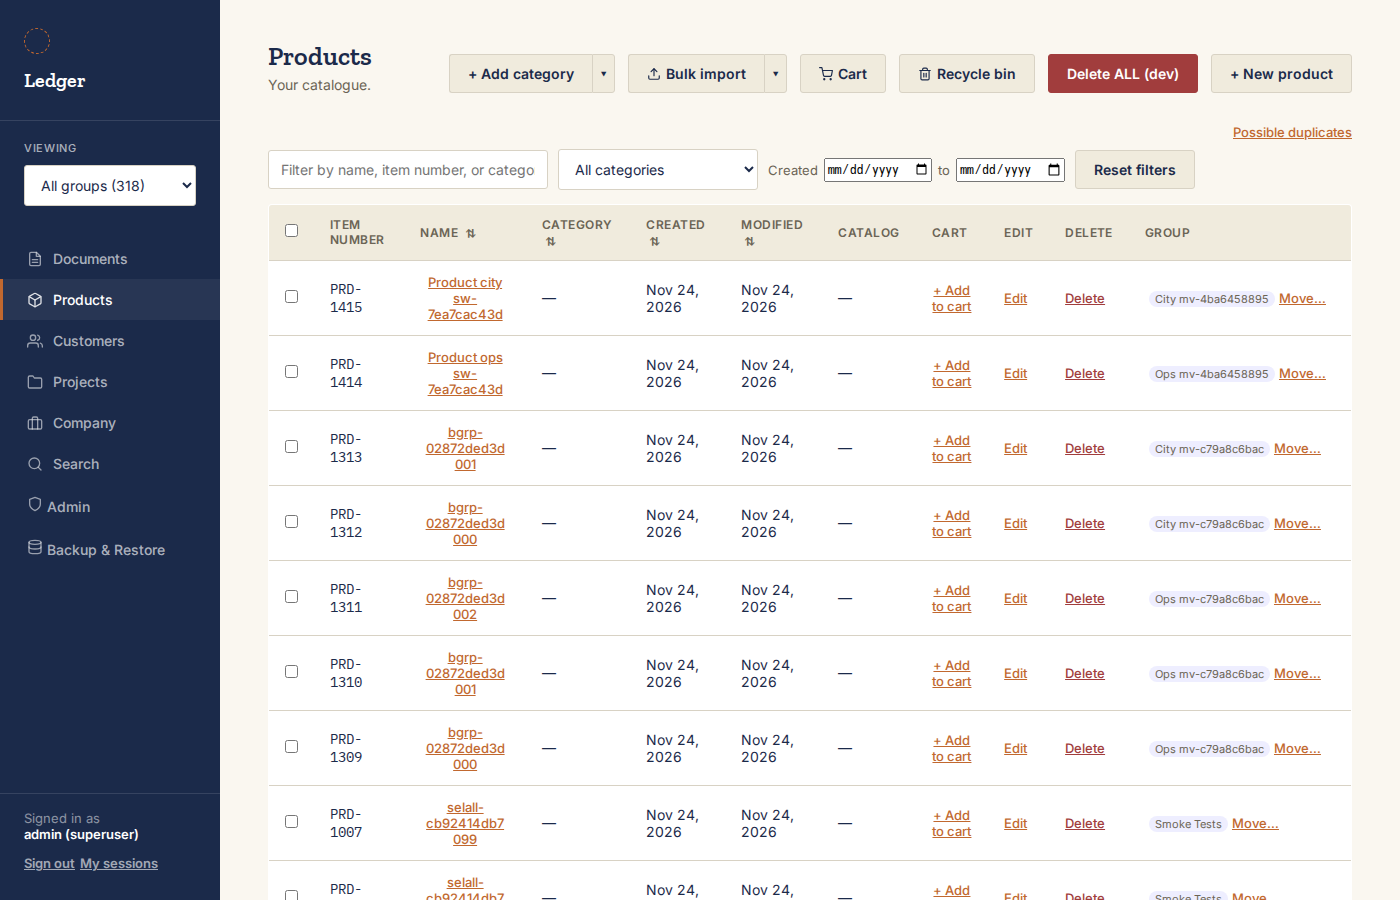 Ledger
VIEWING
All groups (318)
Documents
Products
Customers
Projects
Company
Search
Admin
Backup & Restore
Signed in as
admin (superuser)
Sign out My sessions
Products
Your catalogue.
+ Add category ▾
Bulk import ▾
Cart
Recycle bin
Delete ALL (dev)
+ New product
Possible duplicates
Filter by name, item number, or catego
All categories
Created mm/dd/yyyy to mm/dd/yyyy
Reset filters
ITEM NUMBER NAME ⇅ CATEGORY ⇅ CREATED ⇅ MODIFIED ⇅ CATALOG CART EDIT DELETE GROUP
PRD-1415 Product city sw-7ea7cac43d — Nov 24, 2026 Nov 24, 2026 — + Add to cart Edit Delete City mv-4ba6458895 Move...
PRD-1414 Product ops sw-7ea7cac43d — Nov 24, 2026 Nov 24, 2026 — + Add to cart Edit Delete Ops mv-4ba6458895 Move...
PRD-1313 bgrp-02872ded3d001 — Nov 24, 2026 Nov 24, 2026 — + Add to cart Edit Delete City mv-c79a8c6bac Move...
PRD-1312 bgrp-02872ded3d000 — Nov 24, 2026 Nov 24, 2026 — + Add to cart Edit Delete City mv-c79a8c6bac Move...
PRD-1311 bgrp-02872ded3d002 — Nov 24, 2026 Nov 24, 2026 — + Add to cart Edit Delete Ops mv-c79a8c6bac Move...
PRD-1310 bgrp-02872ded3d001 — Nov 24, 2026 Nov 24, 2026 — + Add to cart Edit Delete Ops mv-c79a8c6bac Move...
PRD-1309 bgrp-02872ded3d000 — Nov 24, 2026 Nov 24, 2026 — + Add to cart Edit Delete Ops mv-c79a8c6bac Move...
PRD-1007 selall-cb92414db7099 — Nov 24, 2026 Nov 24, 2026 — + Add to cart Edit Delete Smoke Tests Move...
PRD- selall-cb92414db7 Nov 24, Nov 24, + Add Edit Delete Smoke Tests Move